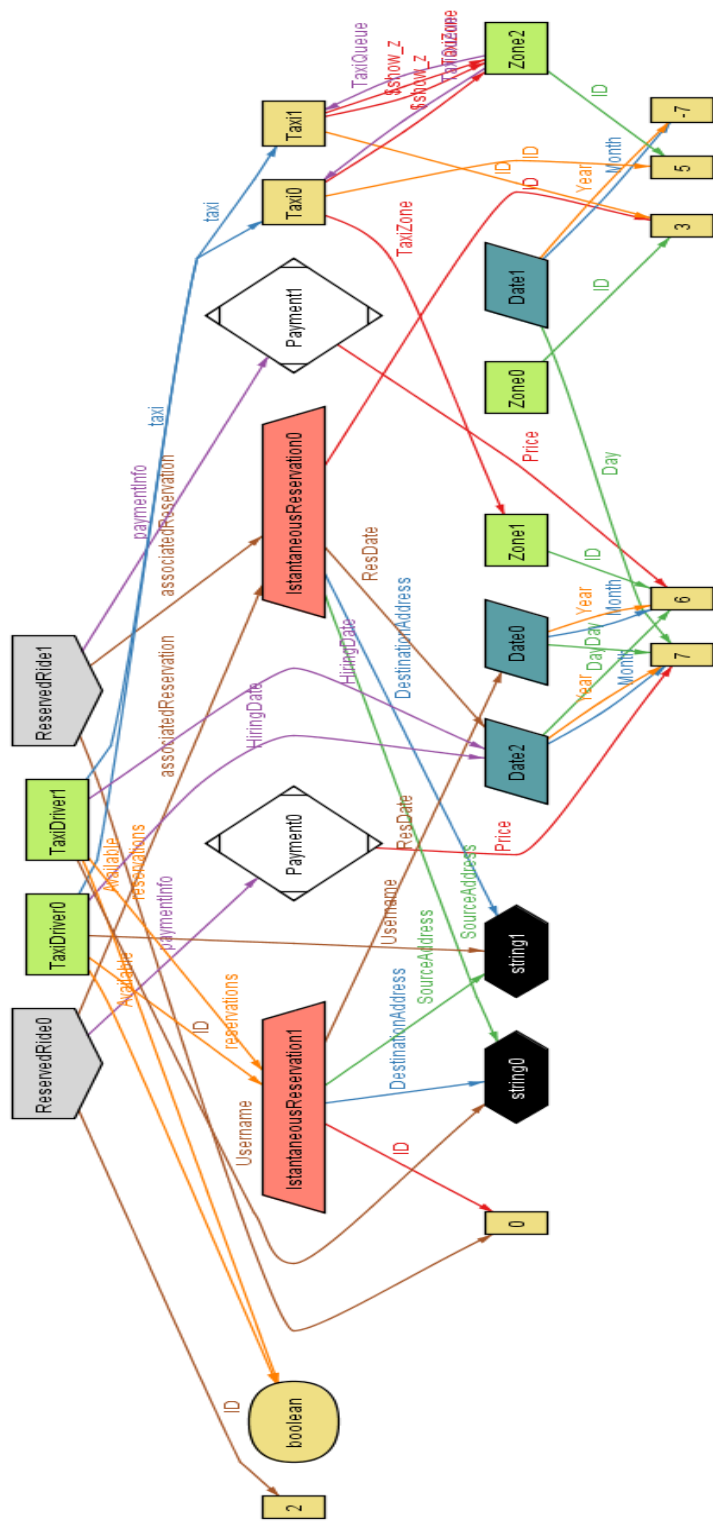 ReservedRide0
TaxiDriver0
TaxiDriver1
ReservedRide1
Available
Available
reservations
paymentInfo
paymentInfo
taxi
associatedReservation
associatedReservation
taxi
ID
Username
ID
reservations
HiringDate
HiringDate
2
boolean
IstantaneousReservation1
Payment0
IstantaneousReservation0
Payment1
Taxi0
Taxi1
TaxiQueue
$show_z
$show_z
TaxiZone
TaxiZone
ResDate
ResDate
Username
DestinationAddress
DestinationAddress
SourceAddress
SourceAddress
ID
ID
ID
ID
0
string0
string1
Date2
Date0
Zone1
Zone0
Date1
Zone2
Price
Price
Year
Month
Day
Day
Year
Month
ID
Day
ID
Year
Month
ID
7
6
3
5
-7